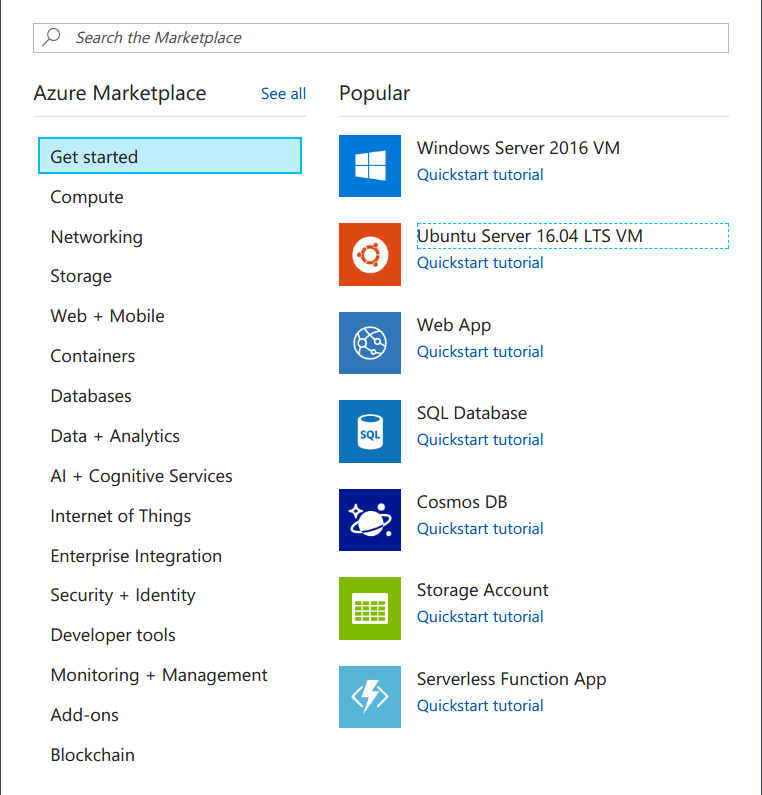 Search the Marketplace
Azure Marketplace
See all
Get started
Compute
Networking
Storage
Web + Mobile
Containers
Databases
Data + Analytics
AI + Cognitive Services
Internet of Things
Enterprise Integration
Security + Identity
Developer tools
Monitoring + Management
Add-ons
Blockchain
Popular
Windows Server 2016 VM
Quickstart tutorial
Ubuntu Server 16.04 LTS VM
Quickstart tutorial
Web App
Quickstart tutorial
SQL
SQL Database
Quickstart tutorial
Cosmos DB
Quickstart tutorial
Storage Account
Quickstart tutorial
Serverless Function App
Quickstart tutorial